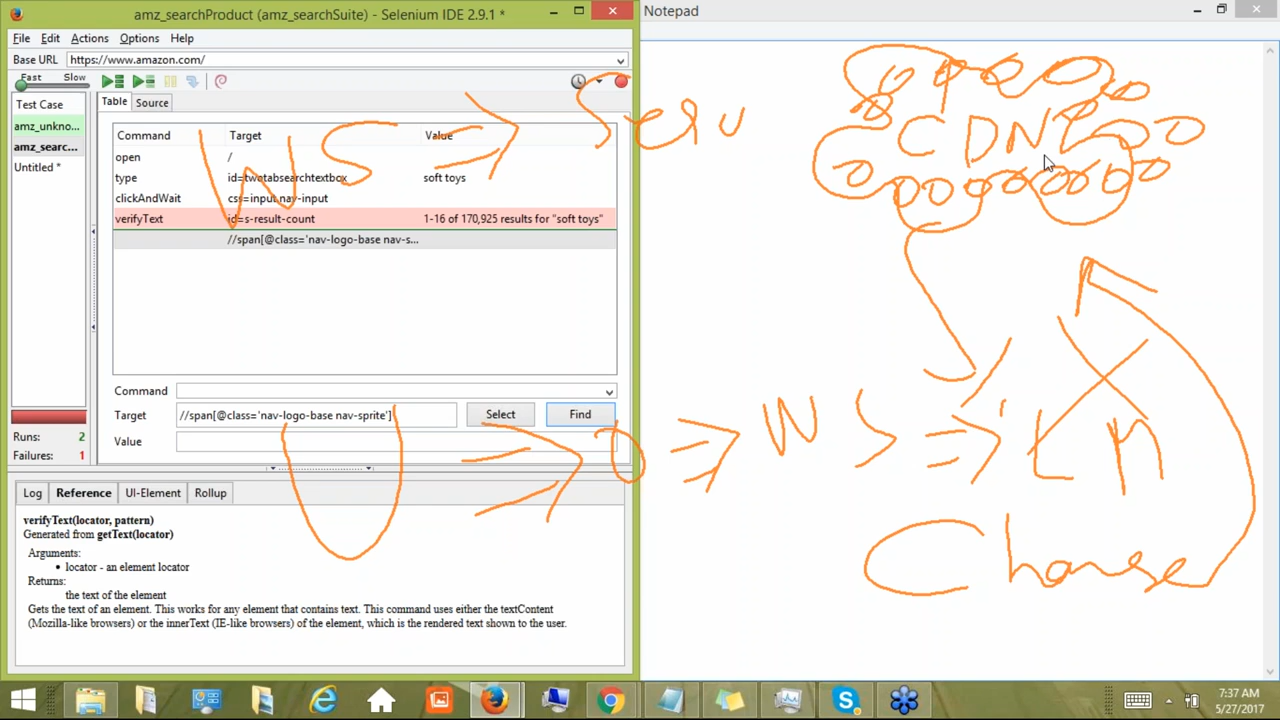 amz_searchProduct (amz_searchSuite) - Selenium IDE 2.9.1 *
Notepad
File Edit Actions Options Help
Base URL https://www.amazon.com/
Fast Slow
Test Case
amz_unkno...
amz_searc...
Untitled *
Table Source
Command Target Value
open /
type id=twotabsearchtextbox soft toys
clickAndWait css=input.nav-input
verifyText id=s-result-count 1-16 of 170,925 results for "soft toys"
//span[@class='nav-logo-base nav-s...
Command
Target //span[@class='nav-logo-base nav-sprite'] Select Find
Value
Runs: 2
Failures: 1
Log Reference UI-Element Rollup
verifyText(locator, pattern)
Generated from getText(locator)
Arguments:
• locator - an element locator
Returns:
the text of the element
Gets the text of an element. This works for any element that contains text. This command uses either the textContent
(Mozilla-like browsers) or the innerText (IE-like browsers) of the element, which is the rendered text shown to the user.
WS
CDN
U => O => WS =>
7:37 AM
5/27/2017